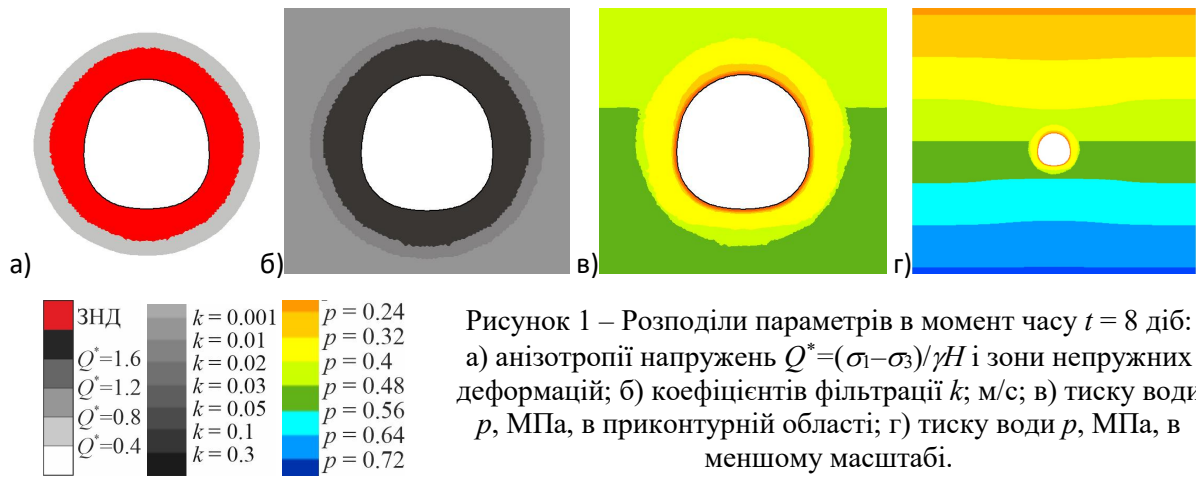 а)
б)
в)
г)
ЗНД
Q*=1.6
Q*=1.2
Q*=0.8
Q*=0.4
k = 0.001
k = 0.01
k = 0.02
k = 0.03
k = 0.05
k = 0.1
k = 0.3
p = 0.24
p = 0.32
p = 0.4
p = 0.48
p = 0.56
p = 0.64
p = 0.72
Рисунок 1 – Розподіли параметрів в момент часу t = 8 діб:
а) анізотропії напружень Q*=(σ1–σ3)/γH і зони непружних
деформацій; б) коефіцієнтів фільтрації k; м/с; в) тиску води
p, МПа, в приконтурній області; г) тиску води p, МПа, в
меншому масштабі.